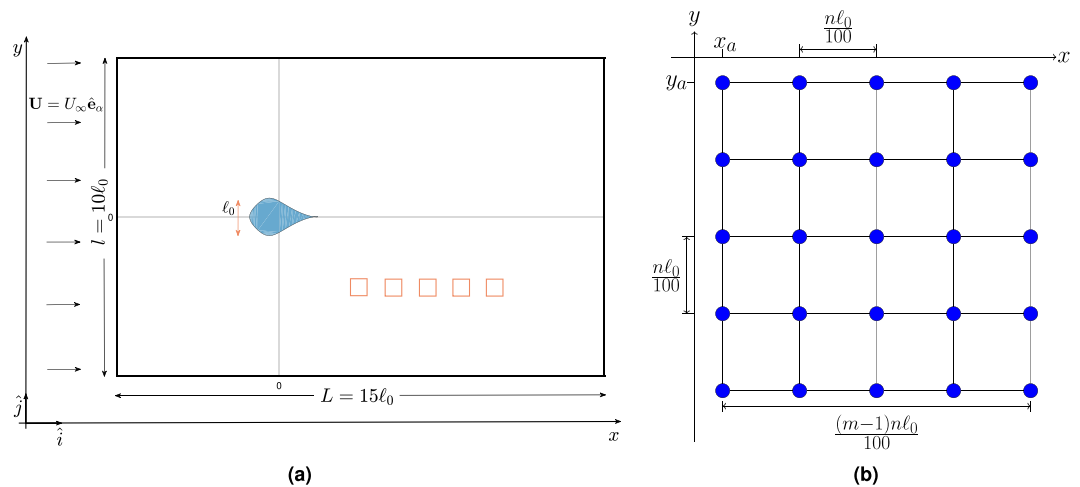 y
U = U∞ê_α
l = 10ℓ₀
ℓ₀
0
0
L = 15ℓ₀
ĵ
î
x
(a)
y
nℓ₀
100
x_a
x
y_a
nℓ₀
100
(m−1)nℓ₀
100
(b)